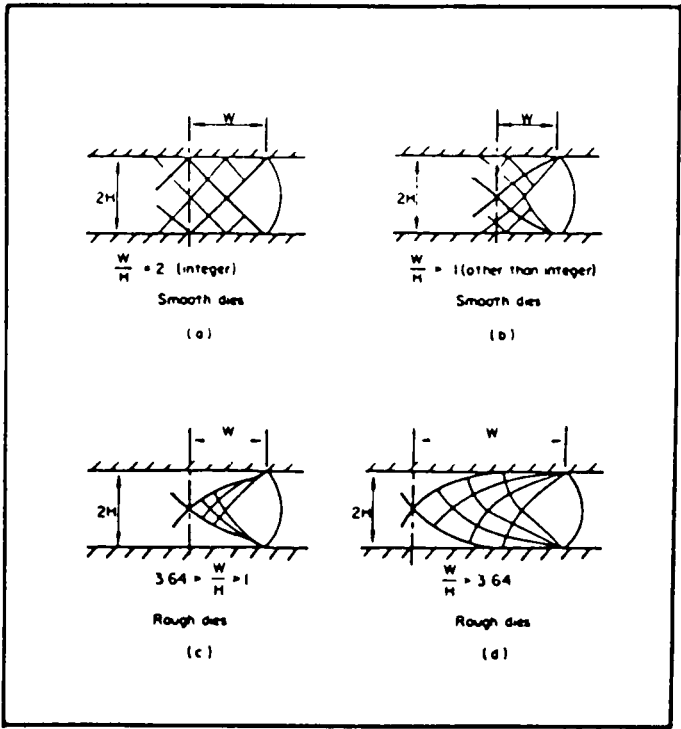 W
2H
W/H = 2 (integer)
Smooth dies
(a)
W
2H
W/H > 1 (other than integer)
Smooth dies
(b)
W
2H
3.64 > W/H > 1
Rough dies
(c)
W
2H
W/H > 3.64
Rough dies
(d)